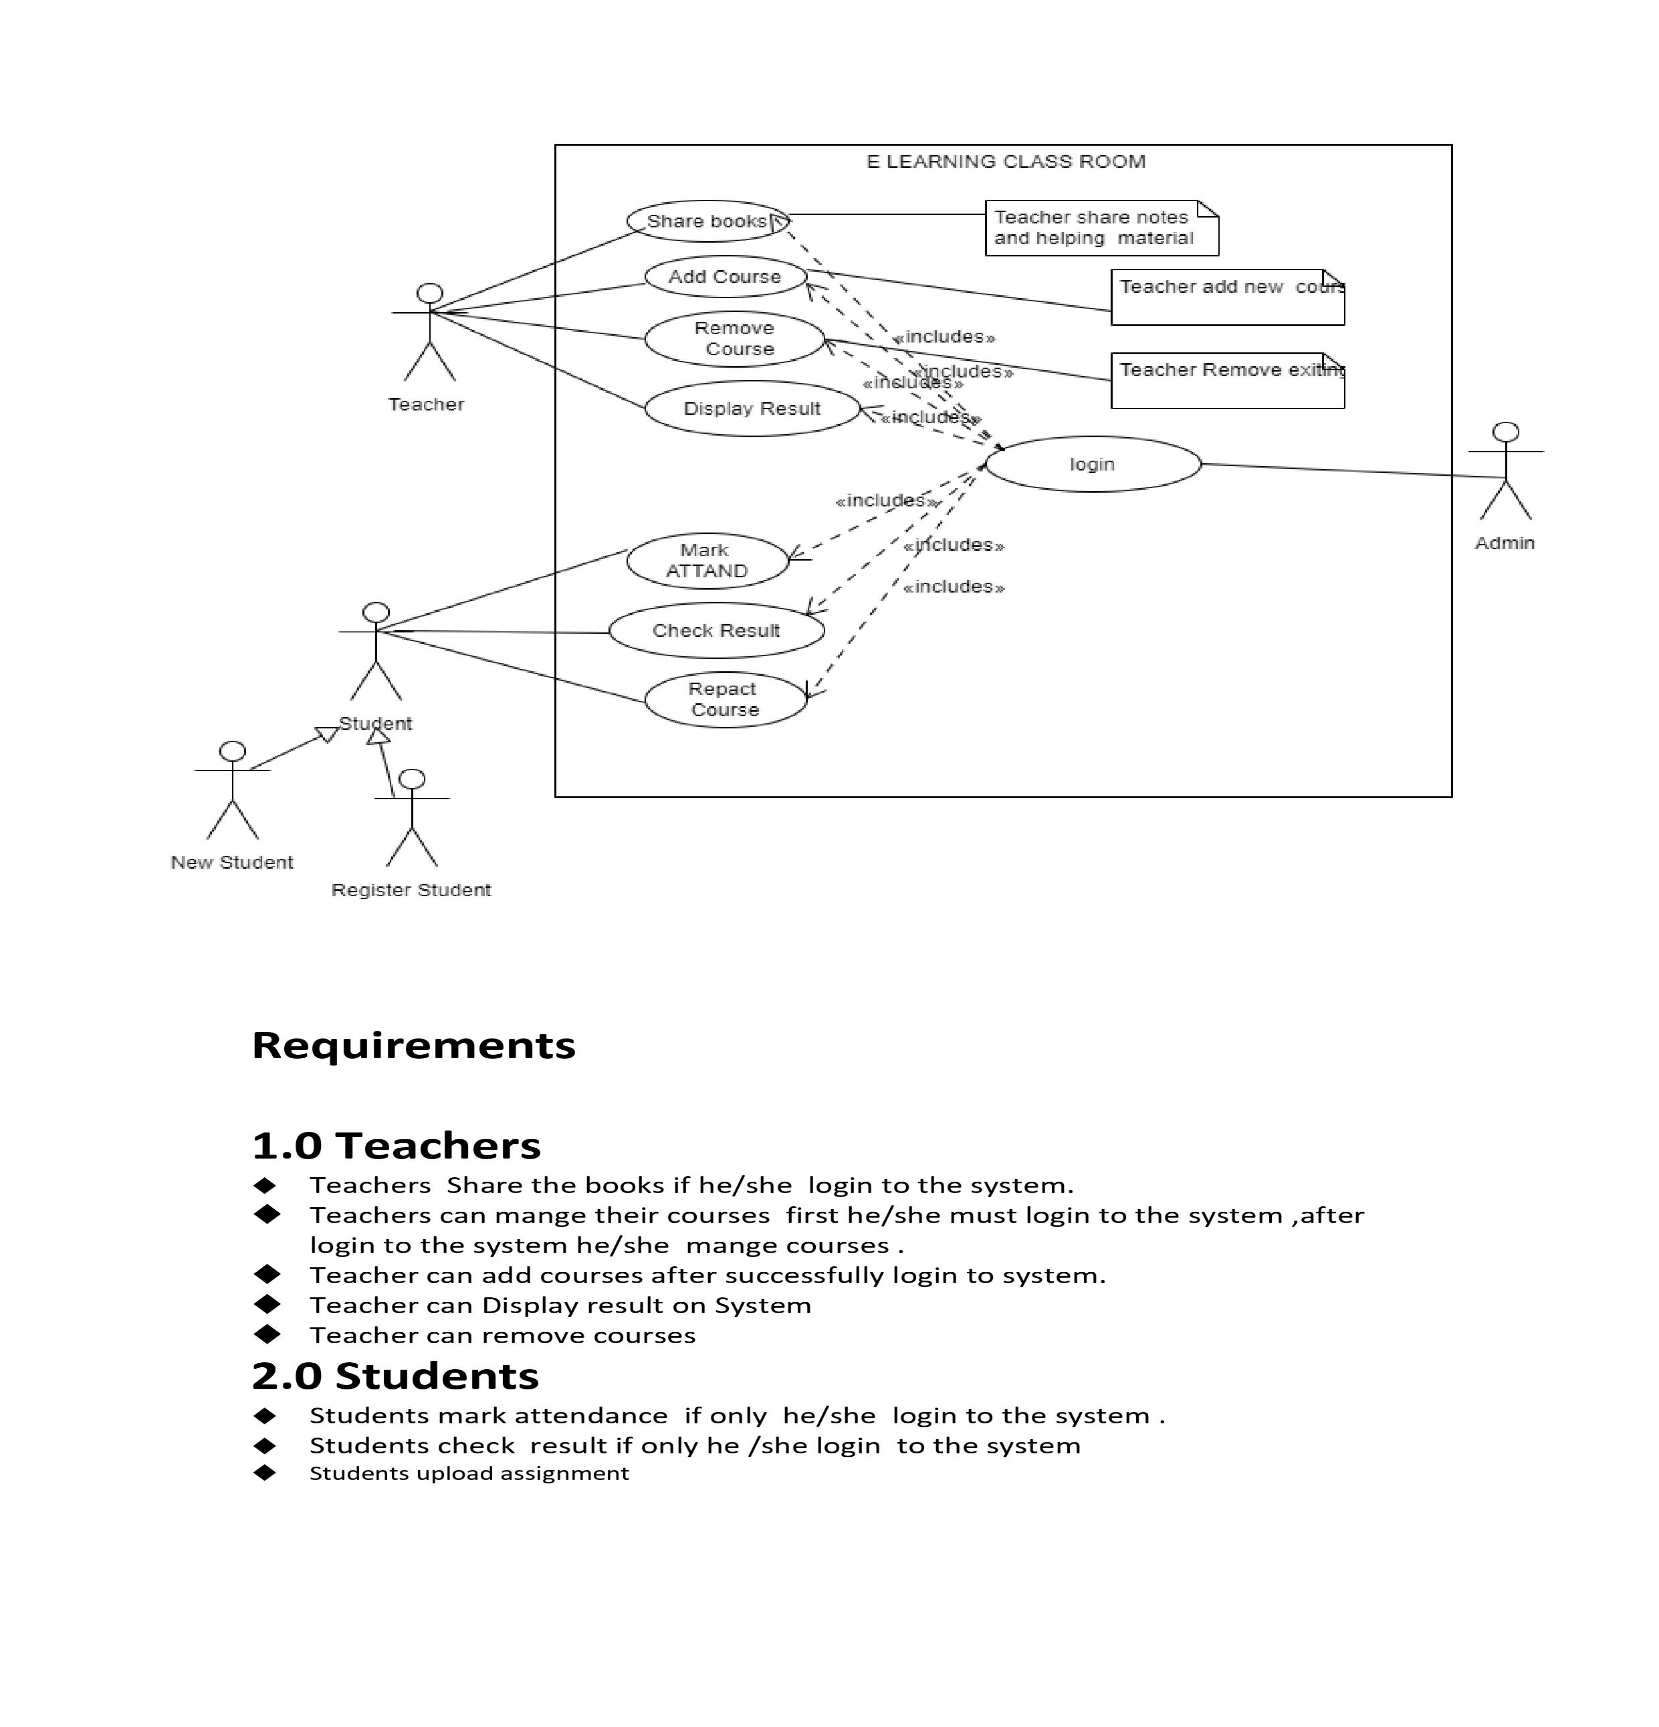 E LEARNING CLASS ROOM
Share books
Teacher share notes
and helping material
Add Course
Teacher add new cours
Remove
Course
«includes»
«includes»
«includes»
Teacher Remove exiting
Teacher
Display Result
«includes»
login
«includes»
Admin
Mark
ATTAND
«includes»
«includes»
Check Result
Repact
Course
Student
New Student
Register Student
Requirements
1.0 Teachers
Teachers Share the books if he/she login to the system.
Teachers can mange their courses first he/she must login to the system ,after
login to the system he/she mange courses .
Teacher can add courses after successfully login to system.
Teacher can Display result on System
Teacher can remove courses
2.0 Students
Students mark attendance if only he/she login to the system .
Students check result if only he /she login to the system
Students upload assignment